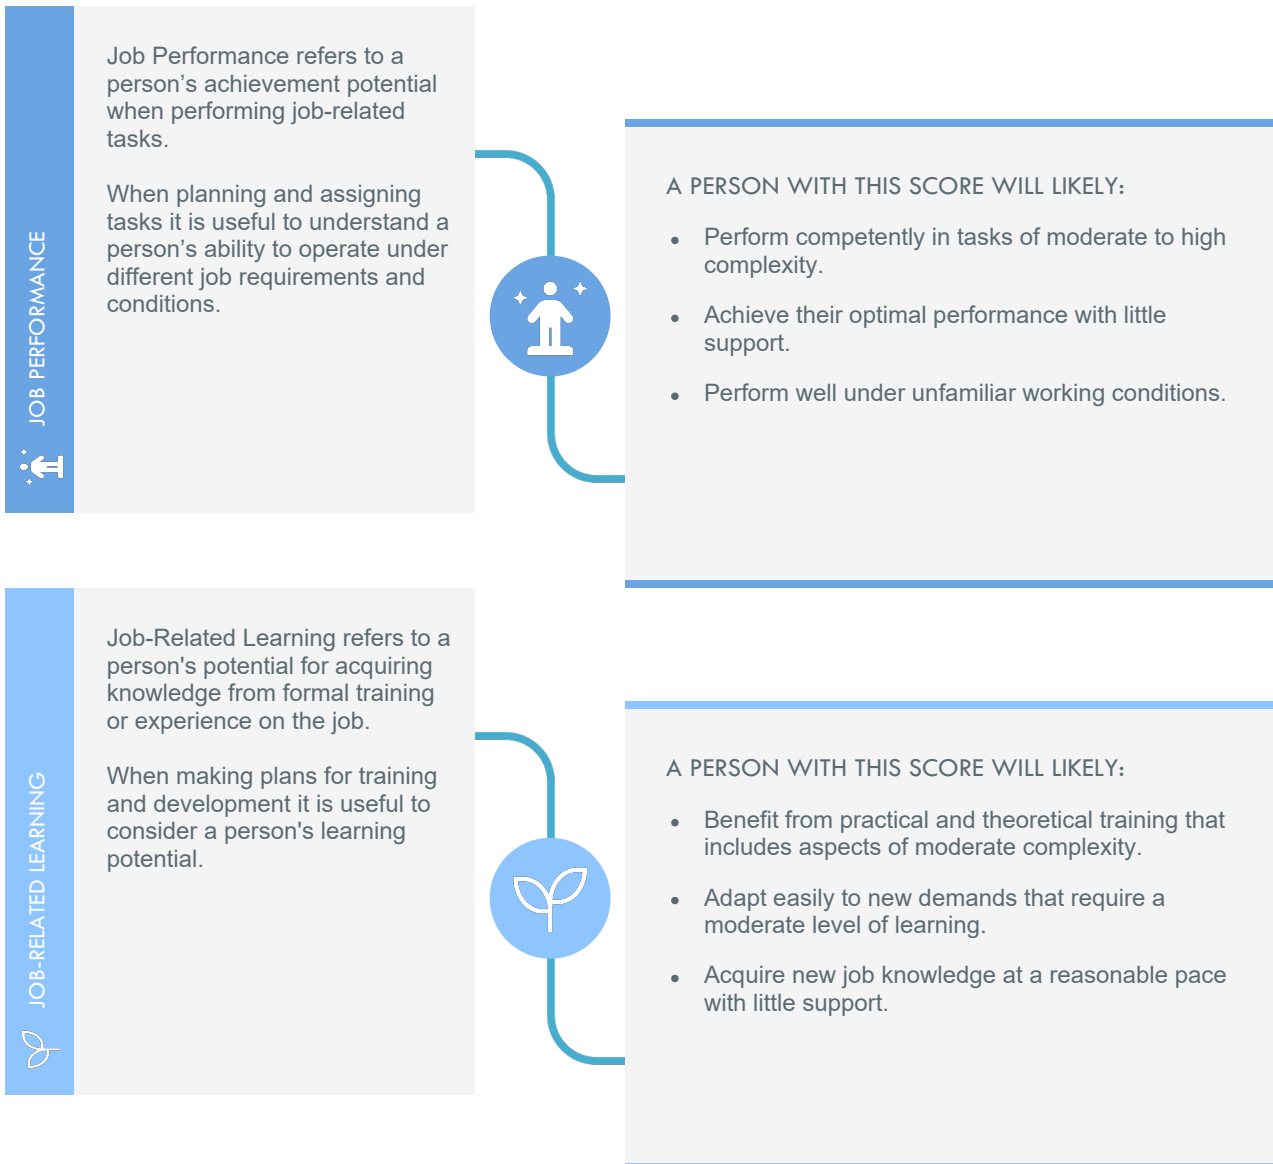 JOB PERFORMANCE
Job Performance refers to a
person’s achievement potential
when performing job-related
tasks.
When planning and assigning
tasks it is useful to understand a
person’s ability to operate under
different job requirements and
conditions.
A PERSON WITH THIS SCORE WILL LIKELY:
• Perform competently in tasks of moderate to high
complexity.
• Achieve their optimal performance with little
support.
• Perform well under unfamiliar working conditions.
JOB-RELATED LEARNING
Job-Related Learning refers to a
person's potential for acquiring
knowledge from formal training
or experience on the job.
When making plans for training
and development it is useful to
consider a person's learning
potential.
A PERSON WITH THIS SCORE WILL LIKELY:
• Benefit from practical and theoretical training that
includes aspects of moderate complexity.
• Adapt easily to new demands that require a
moderate level of learning.
• Acquire new job knowledge at a reasonable pace
with little support.